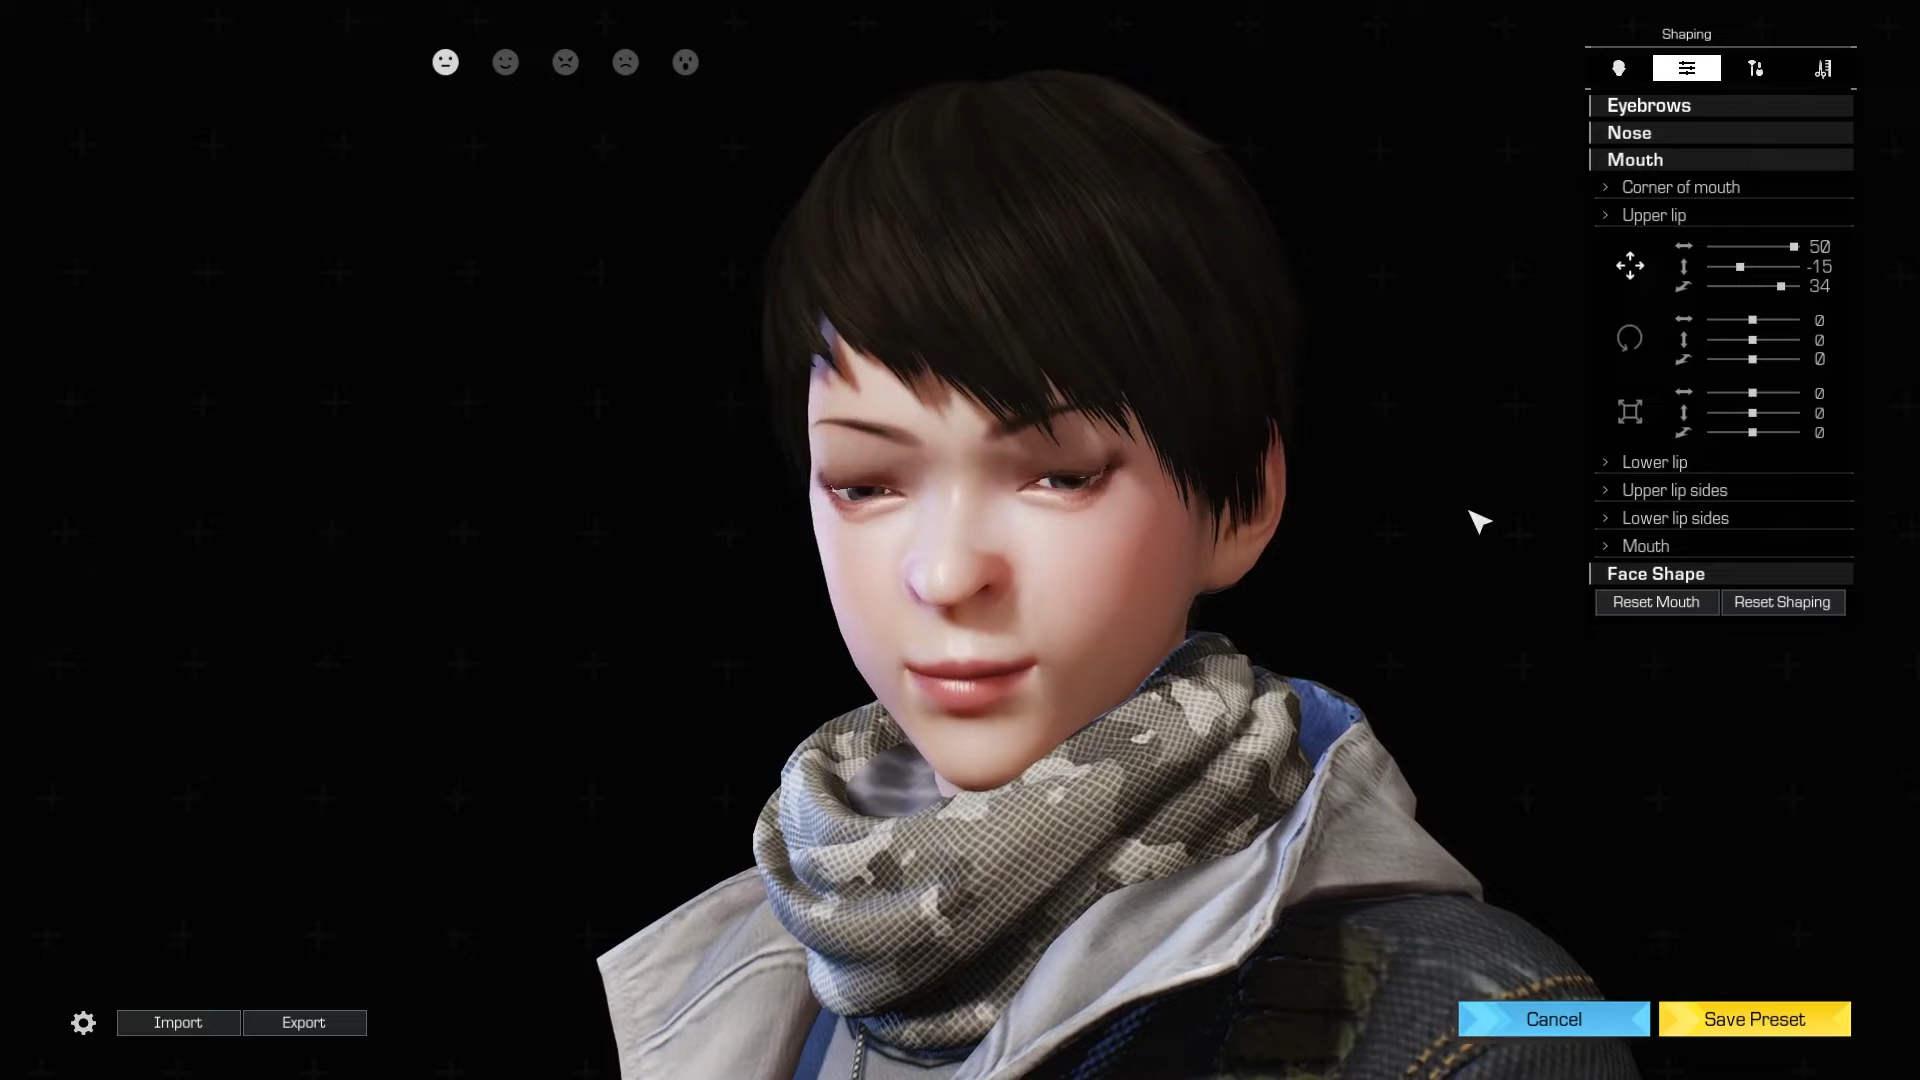 Shaping
Eyebrows
Nose
Mouth
Corner of mouth
Upper lip
50
-15
34
0
0
0
0
0
0
Lower lip
Upper lip sides
Lower lip sides
Mouth
Face Shape
Reset Mouth Reset Shaping
Import Export Cancel Save Preset